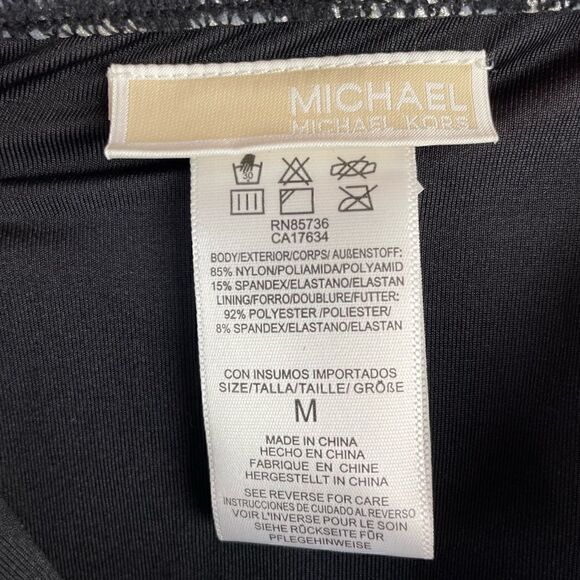 MICHAEL
MICHAEL KORS
30
RN85736
CA17634
BODY/EXTERIOR/CORPS/ AUßENSTOFF:
85% NYLON/POLIAMIDA/POLYAMID
15% SPANDEX/ELASTANO/ELASTAN
LINING/FORRO/DOUBLURE/FUTTER:
92% POLYESTER /POLIESTER/
8% SPANDEX/ELASTANO/ELASTAN
CON INSUMOS IMPORTADOS
SIZE/TALLA/TAILLE/ GRÖßE
M
MADE IN CHINA
HECHO EN CHINA
FABRIQUE EN CHINE
HERGESTELLT IN CHINA
SEE REVERSE FOR CARE
INSTRUCCIONES DE CUIDADO AL REVERSO
VOIR L'INVERSE POUR LE SOIN
SIEHE RÜCKSEITE FÜR
PFLEGEHINWEISE